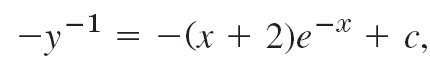 −y⁻¹ = −(x + 2)e⁻ˣ + c,